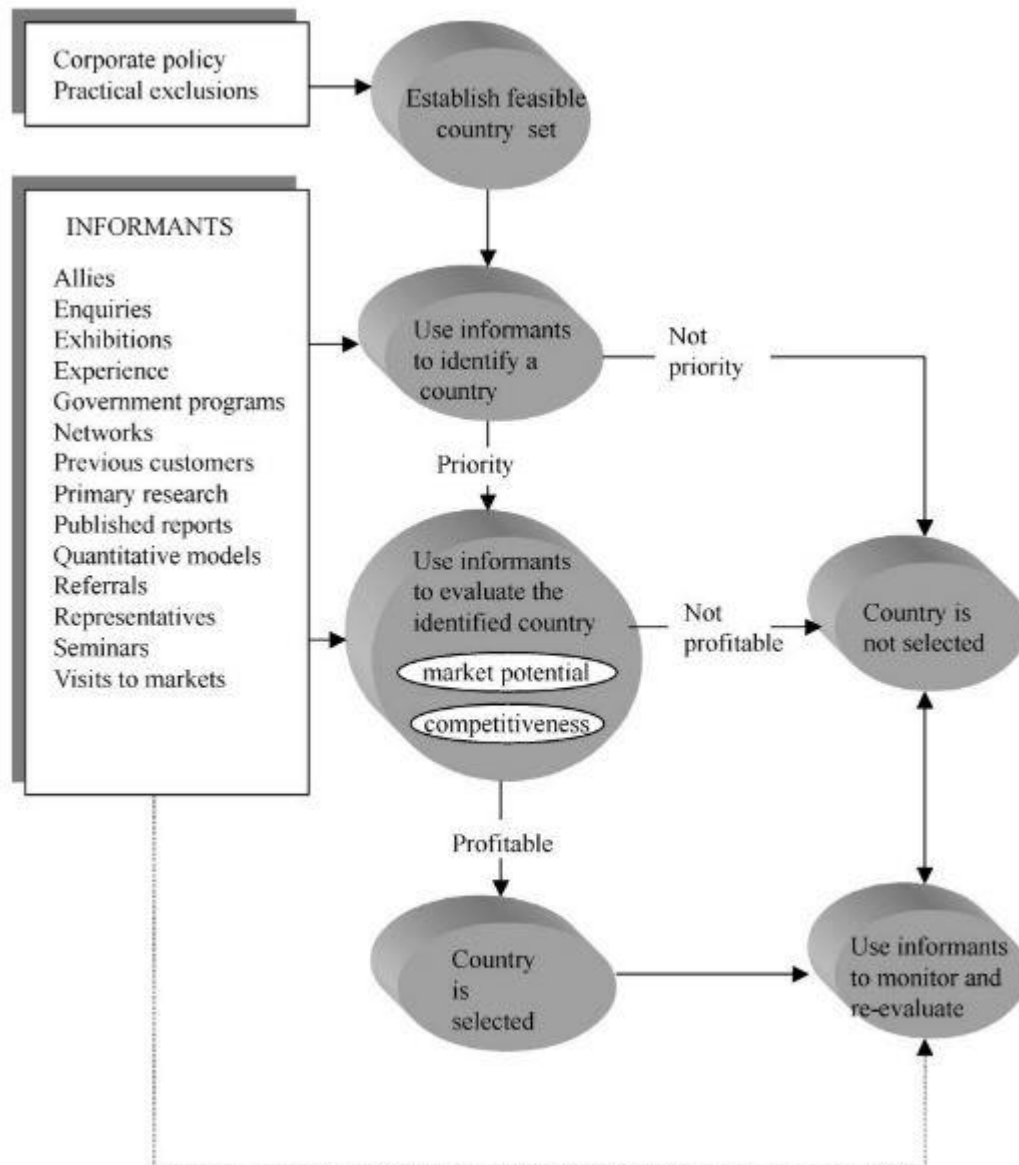 Corporate policy
Practical exclusions
Establish feasible
country set
INFORMANTS
Allies
Enquiries
Exhibitions
Experience
Government programs
Networks
Previous customers
Primary research
Published reports
Quantitative models
Referrals
Representatives
Seminars
Visits to markets
Use informants
to identify a
country
Not
priority
Priority
Use informants
to evaluate the
identified country
market potential
competitiveness
Not
profitable
Country is
not selected
Profitable
Country
is
selected
Use informants
to monitor and
re-evaluate